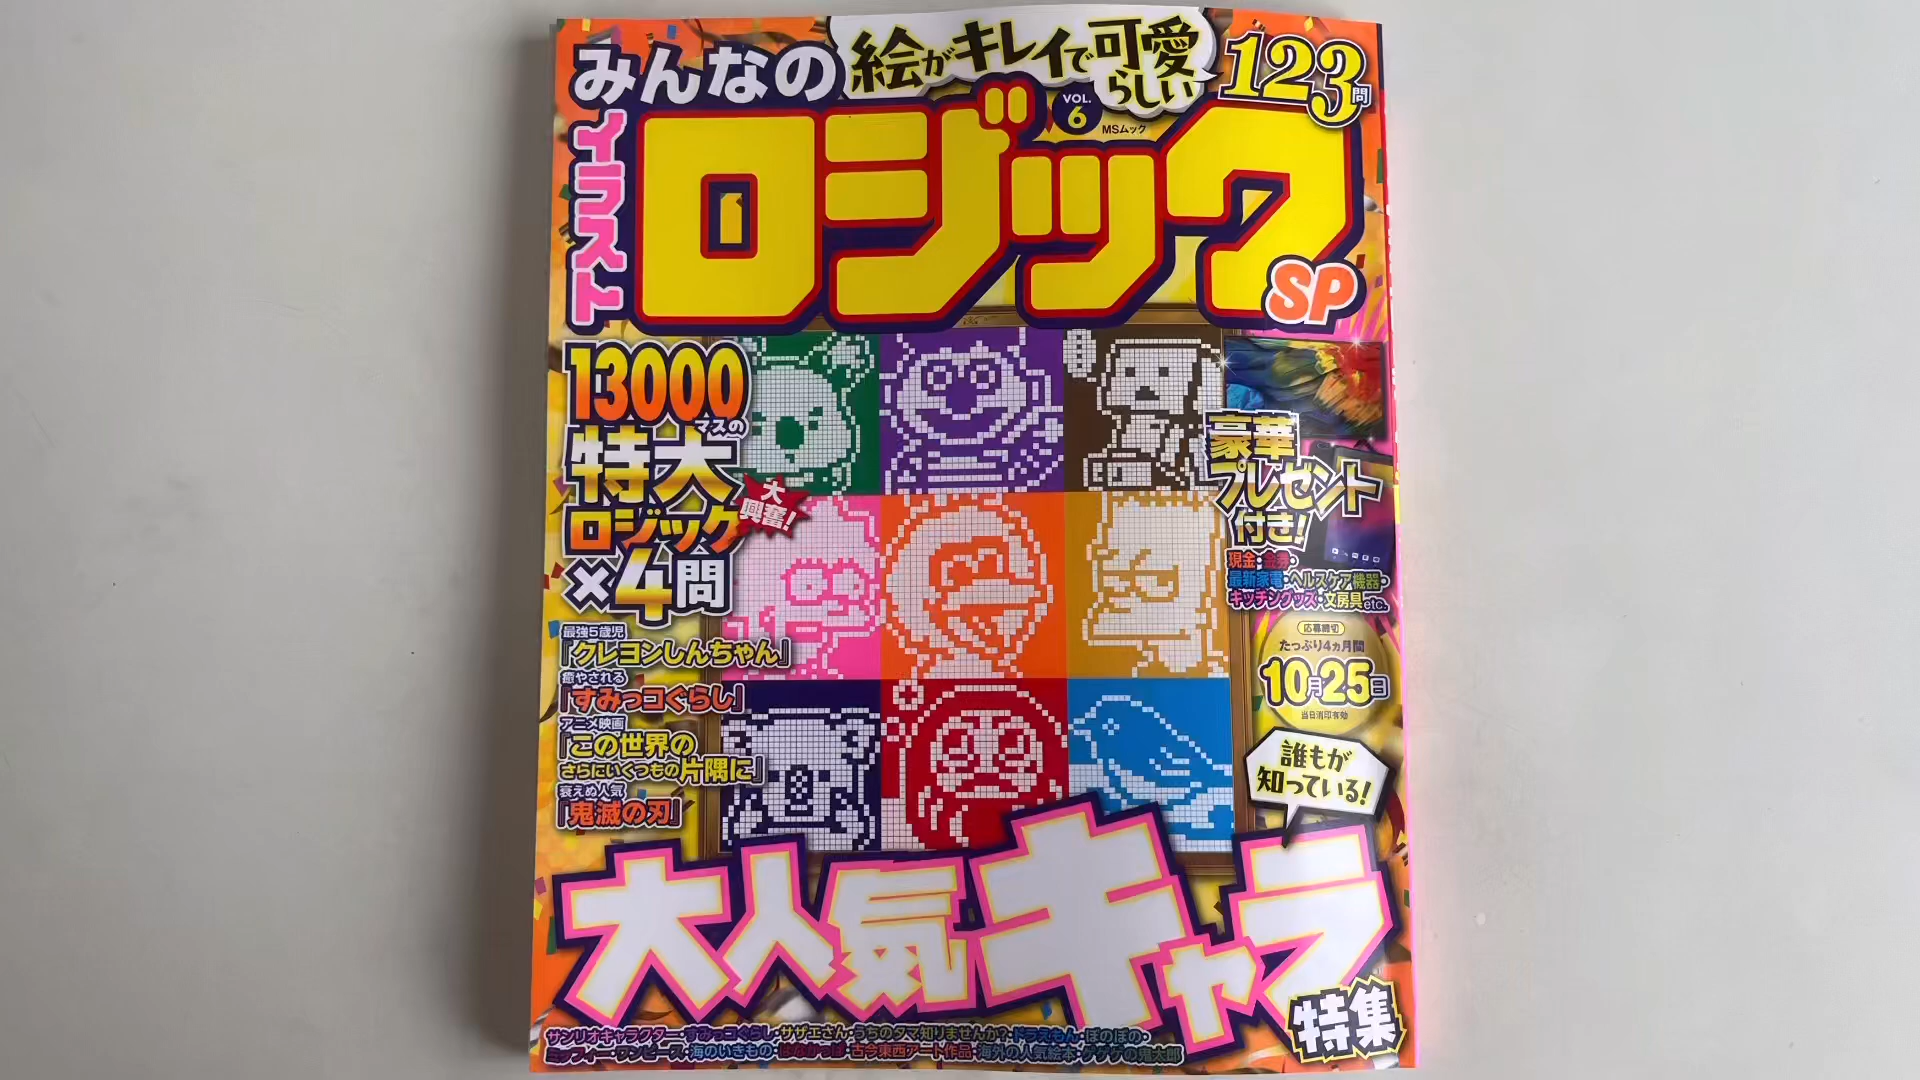 絵がキレイで可愛らしい
みんなの
123問
イラスト
ロジック
SP
VOL.6
MSムック
13000マスの
特大
ロジック
×4問
大興奮!
豪華
プレゼント
付き!
現金・金券・
最新家電・ヘルスケア機器・
キッチングッズ・文房具etc.
応募締切
たっぷり4ヵ月間
10月25日
当日消印有効
最強5歳児
『クレヨンしんちゃん』
癒やされる
『すみっコぐらし』
アニメ映画
『この世界の
さらにいくつもの片隅に』
衰えぬ人気
『鬼滅の刃』
誰もが
知っている!
大人気キャラ
特集
サンリオキャラクター・すみっコぐらし・サザエさん・うちのタマ知りませんか?・ドラえもん・ぼのぼの・
ミッフィー・ワンピース・海のいきもの・はなかっぱ・古今東西アート作品・海外の人気絵本・ゲゲゲの鬼太郎